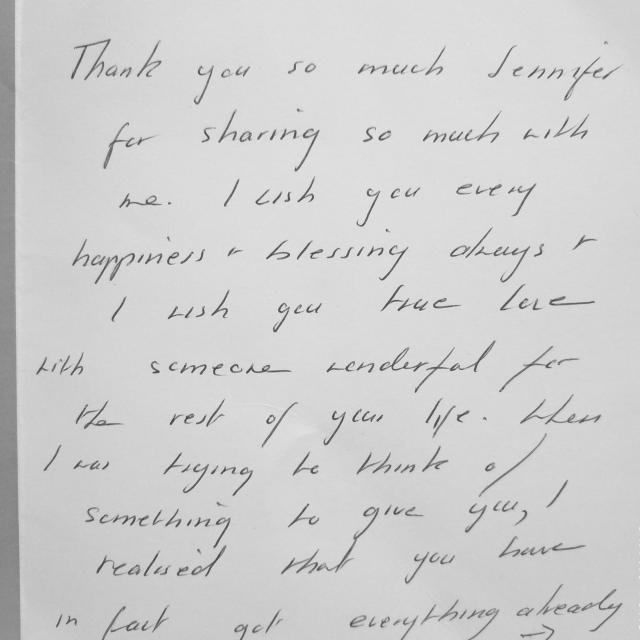 Thank you so much Jennifer
for sharing so much with
me. I wish you every
happiness + blessing always +
I wish you true love
with someone wonderful for
the rest of your life. When
I was trying to think of
something to give you, I
realised that you have
in fact got everything already
→